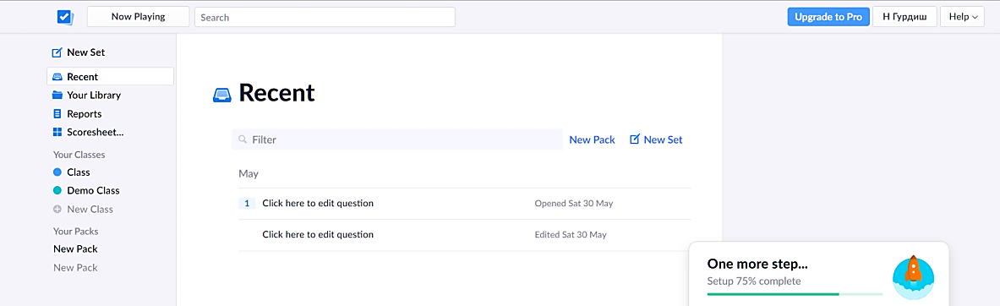 Now Playing
Search
Upgrade to Pro
Н Гурдиш
Help
New Set
Recent
Your Library
Reports
Scoresheet...
Your Classes
Class
Demo Class
New Class
Your Packs
New Pack
New Pack
Recent
Filter
New Pack
New Set
May
1 Click here to edit question Opened Sat 30 May
Click here to edit question Edited Sat 30 May
One more step...
Setup 75% complete